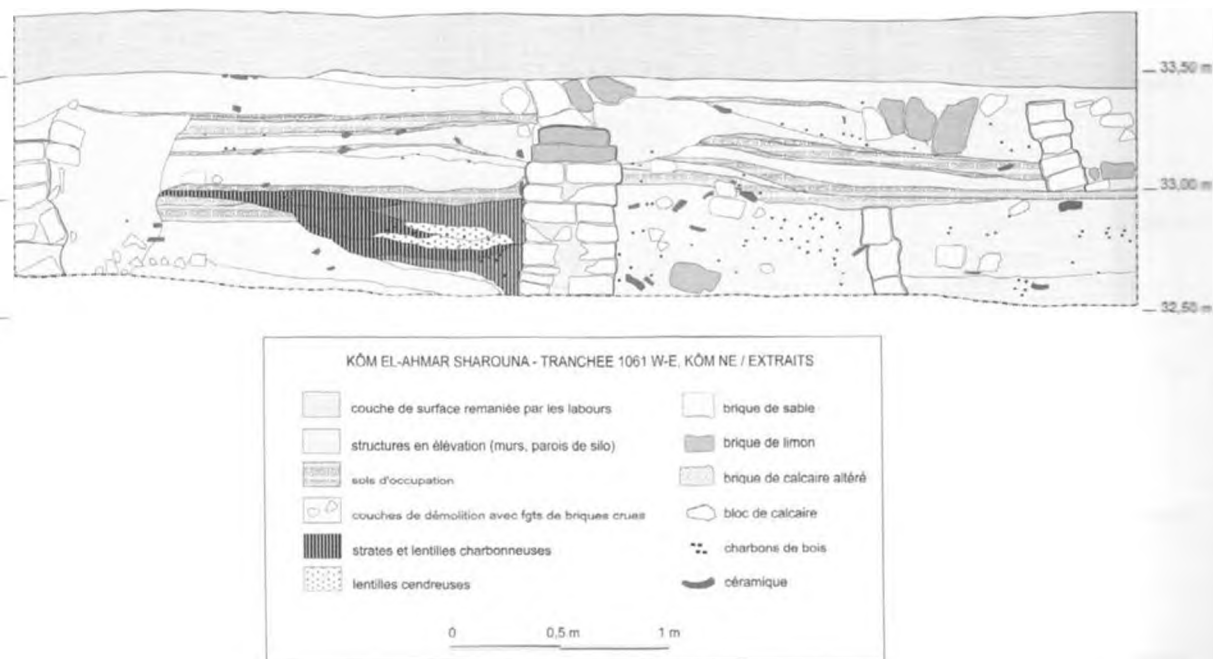 33,50 m
33,00 m
32,50 m
KÔM EL-AHMAR SHAROUNA - TRANCHEE 1061 W-E, KÔM NE / EXTRAITS
couche de surface remaniée par les labours
structures en élévation (murs, parois de silo)
sols d'occupation
couches de démolition avec fgts de briques crues
strates et lentilles charbonneuses
lentilles cendreuses
brique de sable
brique de limon
brique de calcaire altéré
bloc de calcaire
charbons de bois
céramique
0 0,5 m 1 m